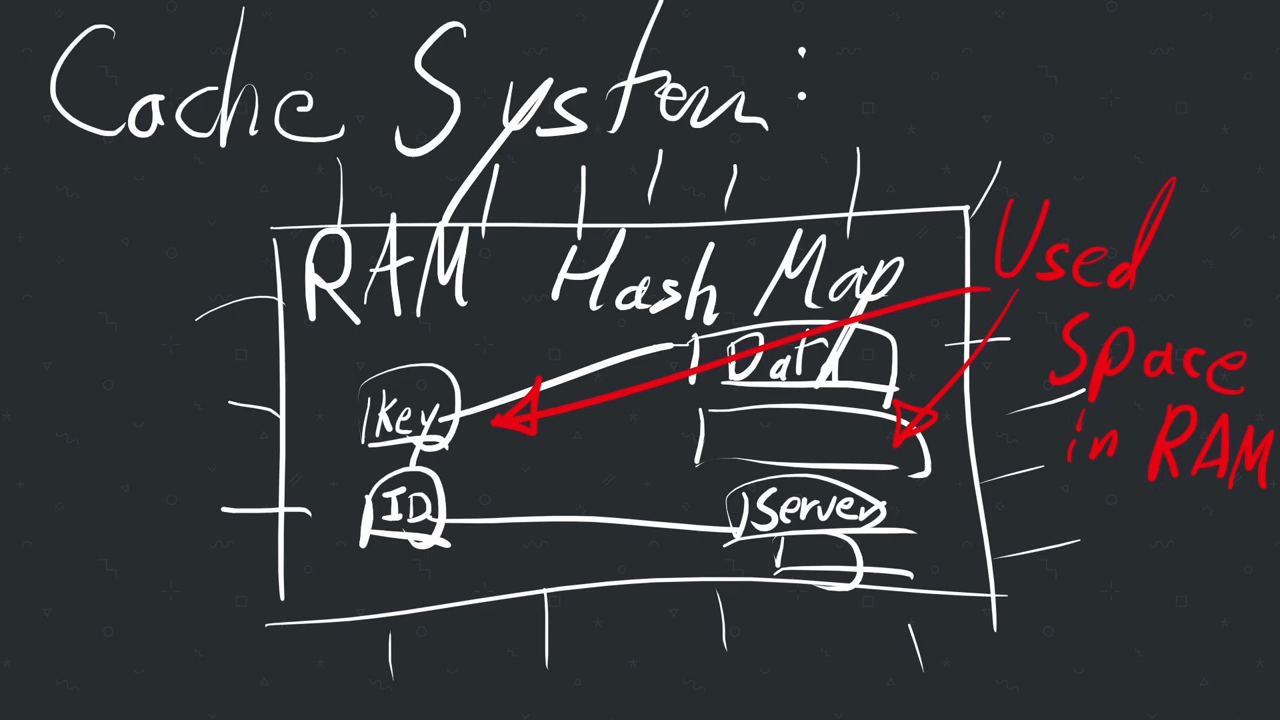 Cache System:
RAM Hash Map
Used
Space
in RAM
Data
Key
ID
Server